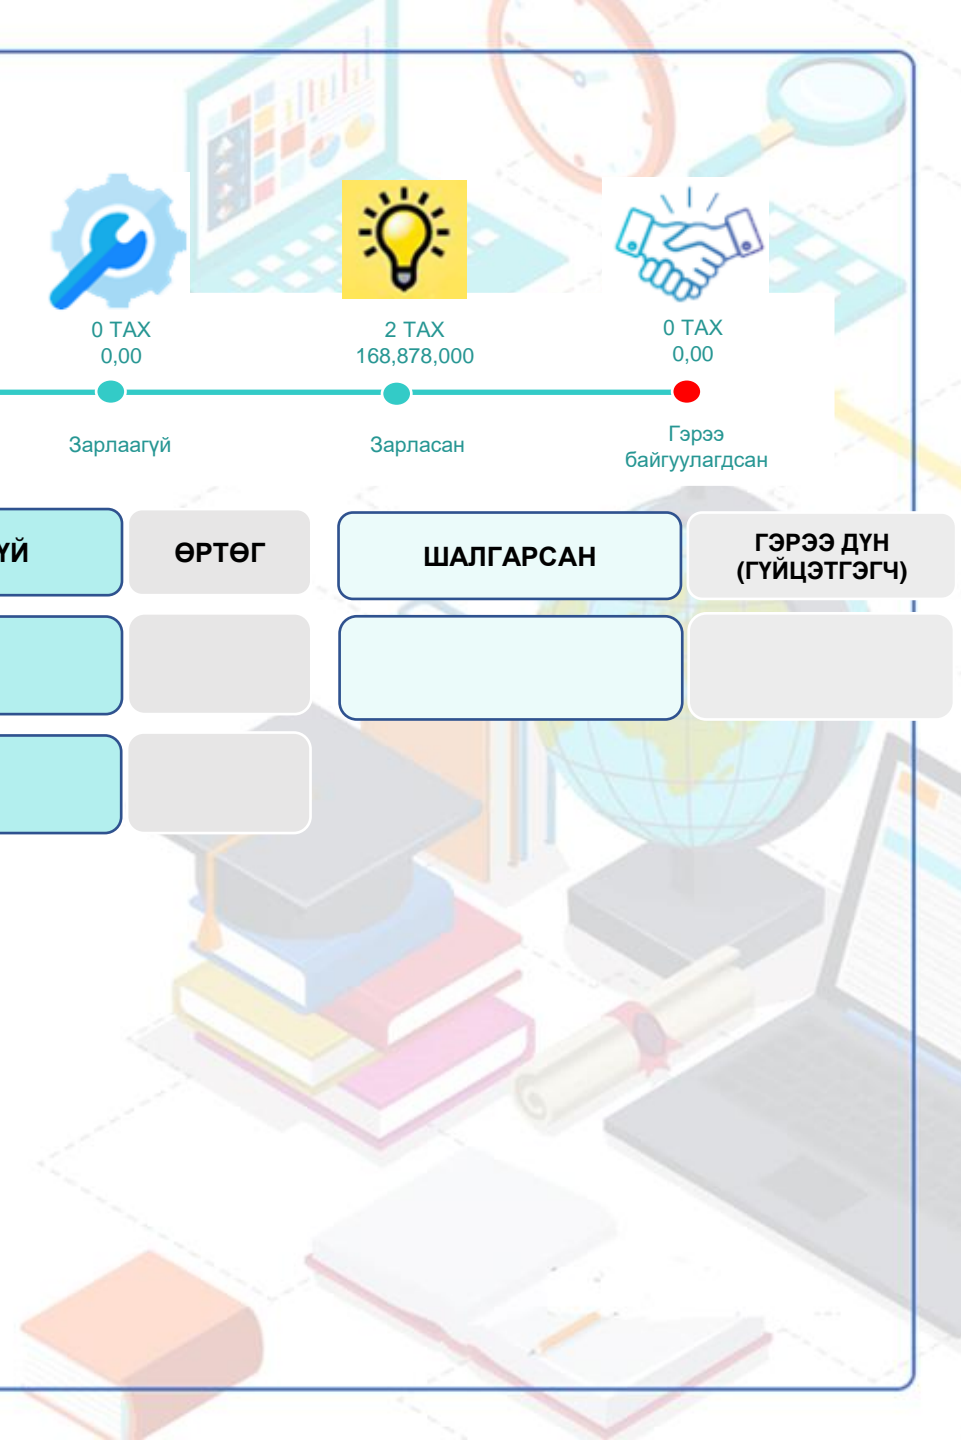 0 ТАХ
0,00
2 ТАХ
168,878,000
0 ТАХ
0,00
Зарлаагүй
Зарласан
Гэрээ
байгуулагдсан
ҮЙ
ӨРТӨГ
ШАЛГАРСАН
ГЭРЭЭ ДҮН
(ГҮЙЦЭТГЭГЧ)